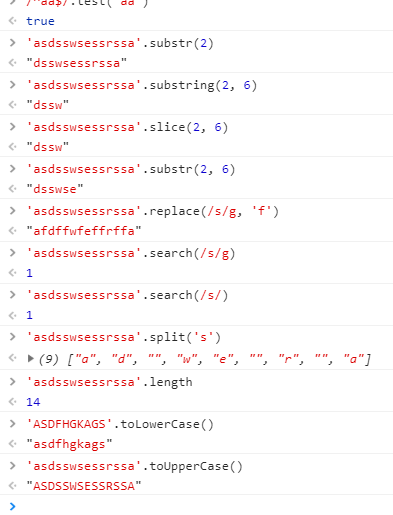 /^aa$/.test('aa')
true
'asdsswsessrssa'.substr(2)
"dsswsessrssa"
'asdsswsessrssa'.substring(2, 6)
"dssw"
'asdsswsessrssa'.slice(2, 6)
"dssw"
'asdsswsessrssa'.substr(2, 6)
"dsswse"
'asdsswsessrssa'.replace(/s/g, 'f')
"afdffwfeffrffa"
'asdsswsessrssa'.search(/s/g)
1
'asdsswsessrssa'.search(/s/)
1
'asdsswsessrssa'.split('s')
(9) ["a", "d", "", "w", "e", "", "r", "", "a"]
'asdsswsessrssa'.length
14
'ASDFHGKAGS'.toLowerCase()
"asdfhgkags"
'asdsswsessrssa'.toUpperCase()
"ASDSSWSESSRSSA"